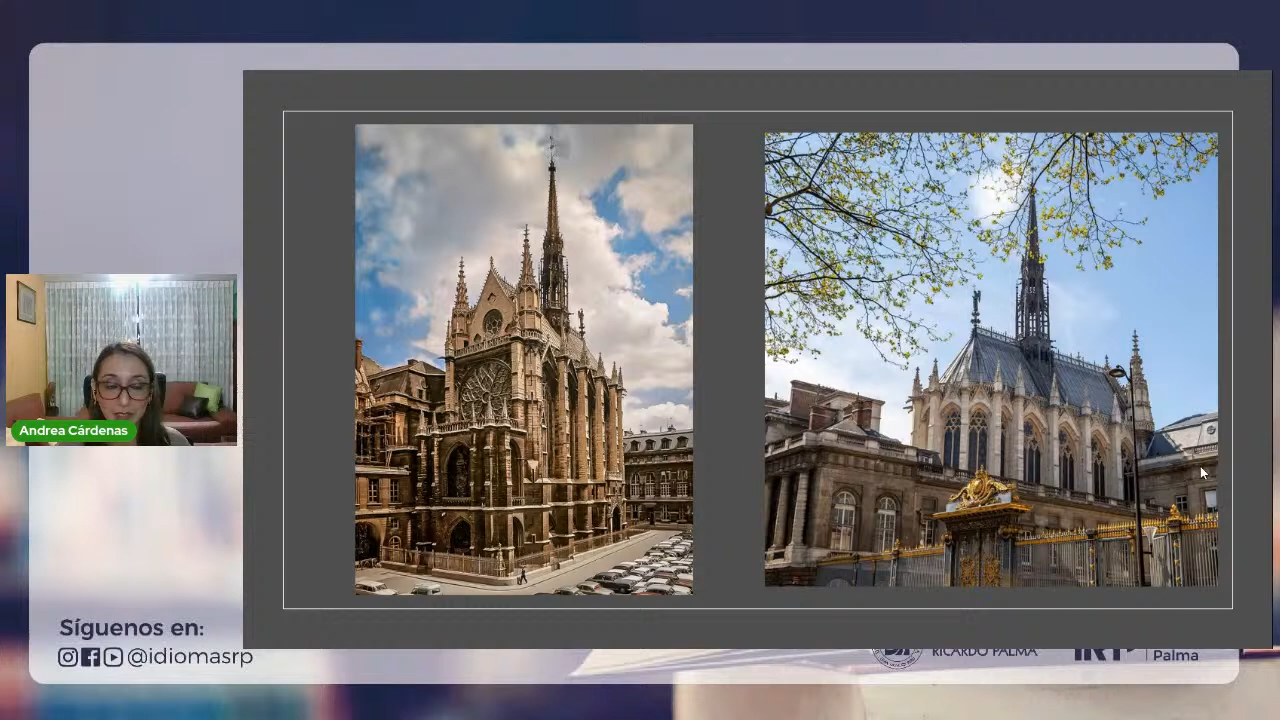 Andrea Cárdenas
Síguenos en:
@idiomasrp
RICARDO PALMA
Palma